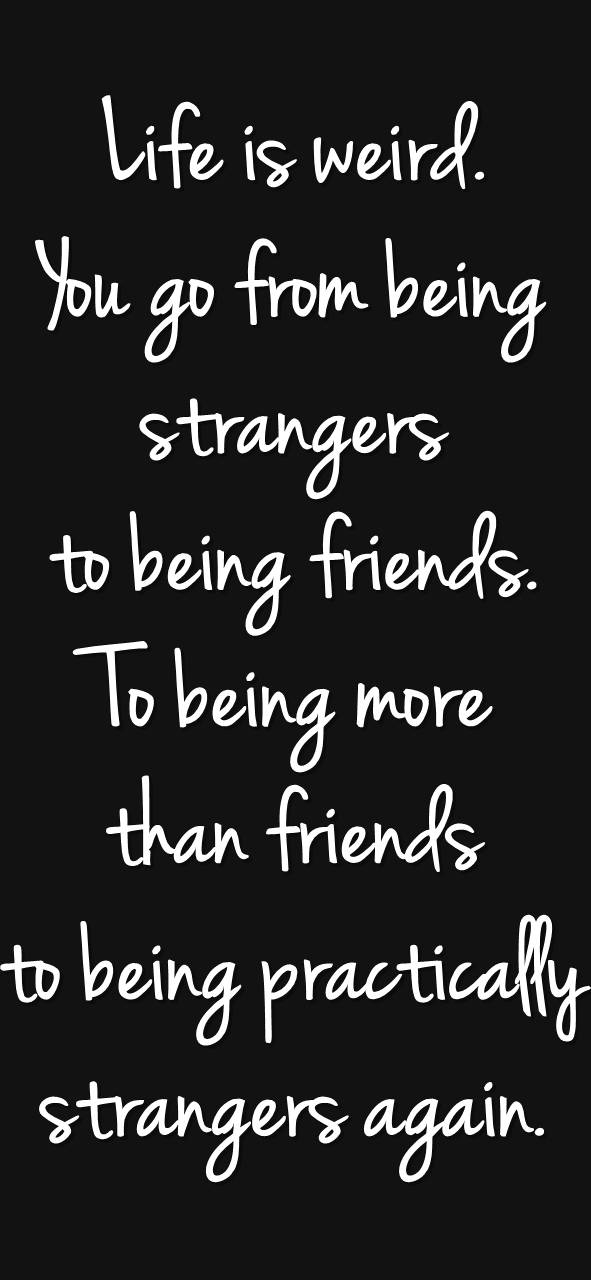 Life is weird.
You go from being
strangers
to being friends.
To being more
than friends
to being practically
strangers again.